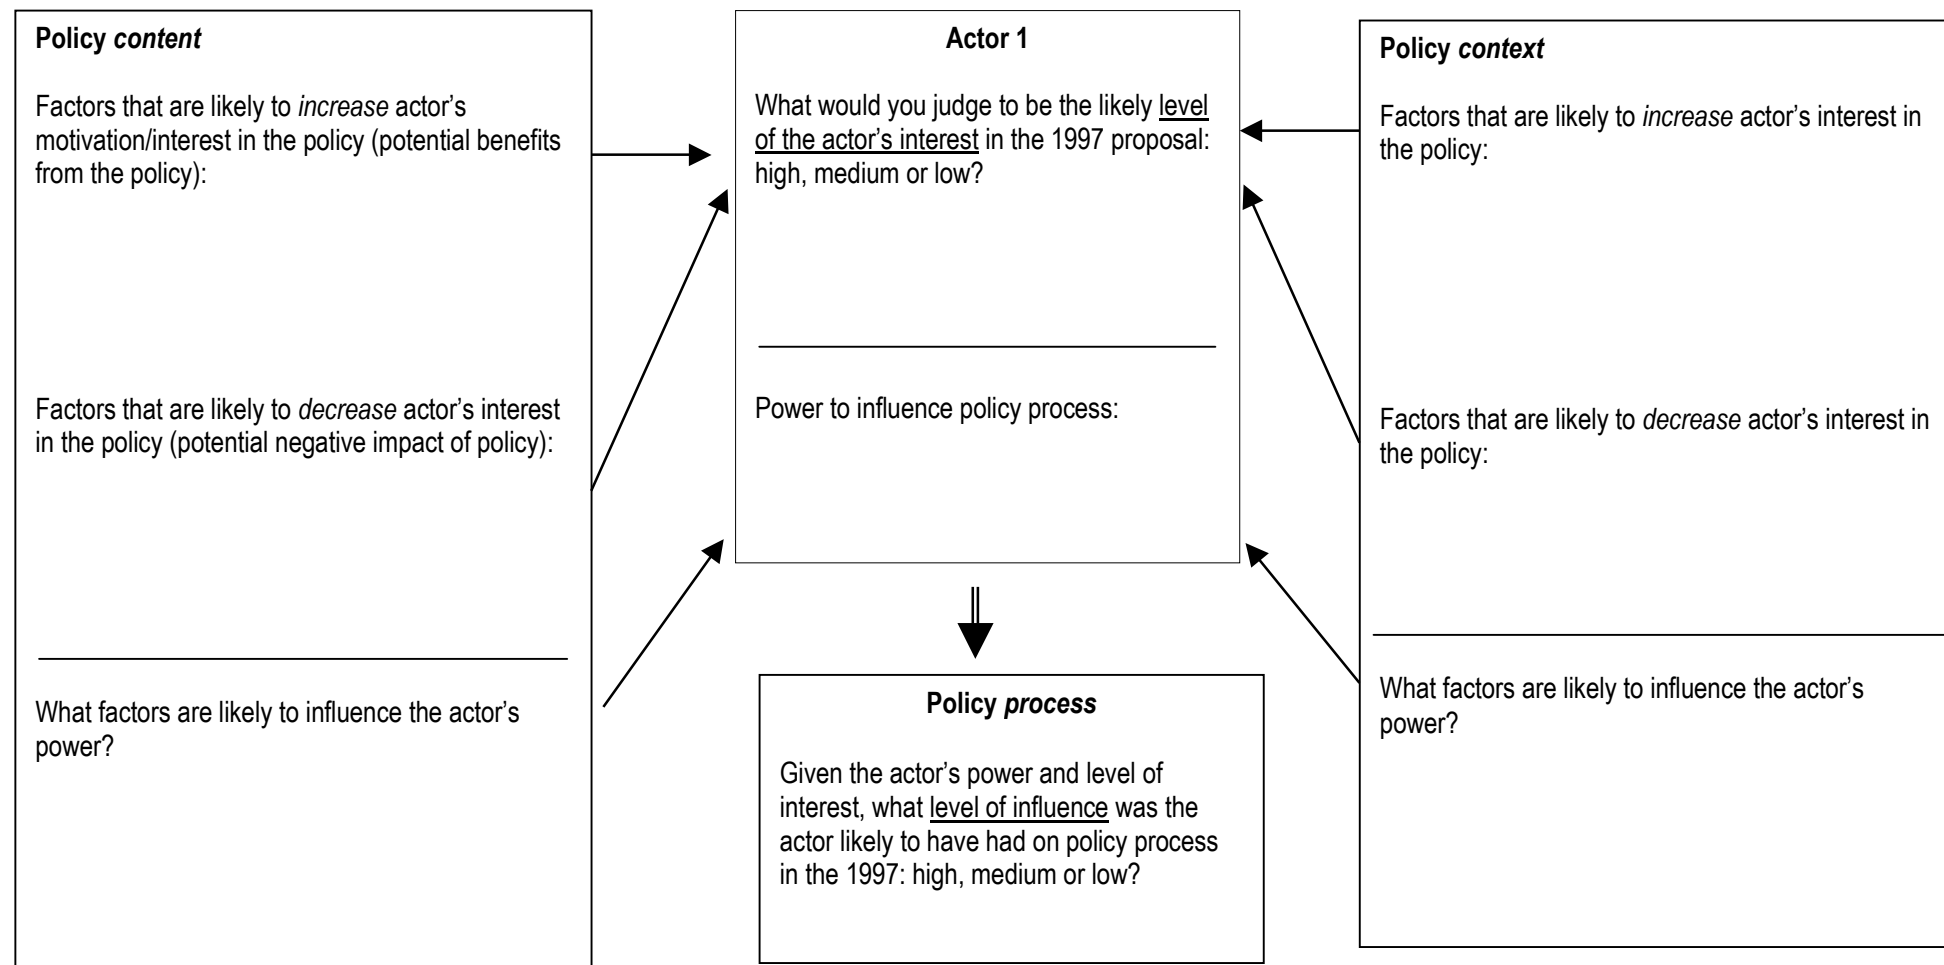 Policy content
Factors that are likely to increase actor’s
motivation/interest in the policy (potential benefits
from the policy):
Factors that are likely to decrease actor’s interest
in the policy (potential negative impact of policy):
What factors are likely to influence the actor’s
power?
Actor 1
What would you judge to be the likely level
of the actor’s interest in the 1997 proposal:
high, medium or low?
Power to influence policy process:
Policy process
Given the actor’s power and level of
interest, what level of influence was the
actor likely to have had on policy process
in the 1997: high, medium or low?
Policy context
Factors that are likely to increase actor’s interest in
the policy:
Factors that are likely to decrease actor’s interest in
the policy:
What factors are likely to influence the actor’s
power?